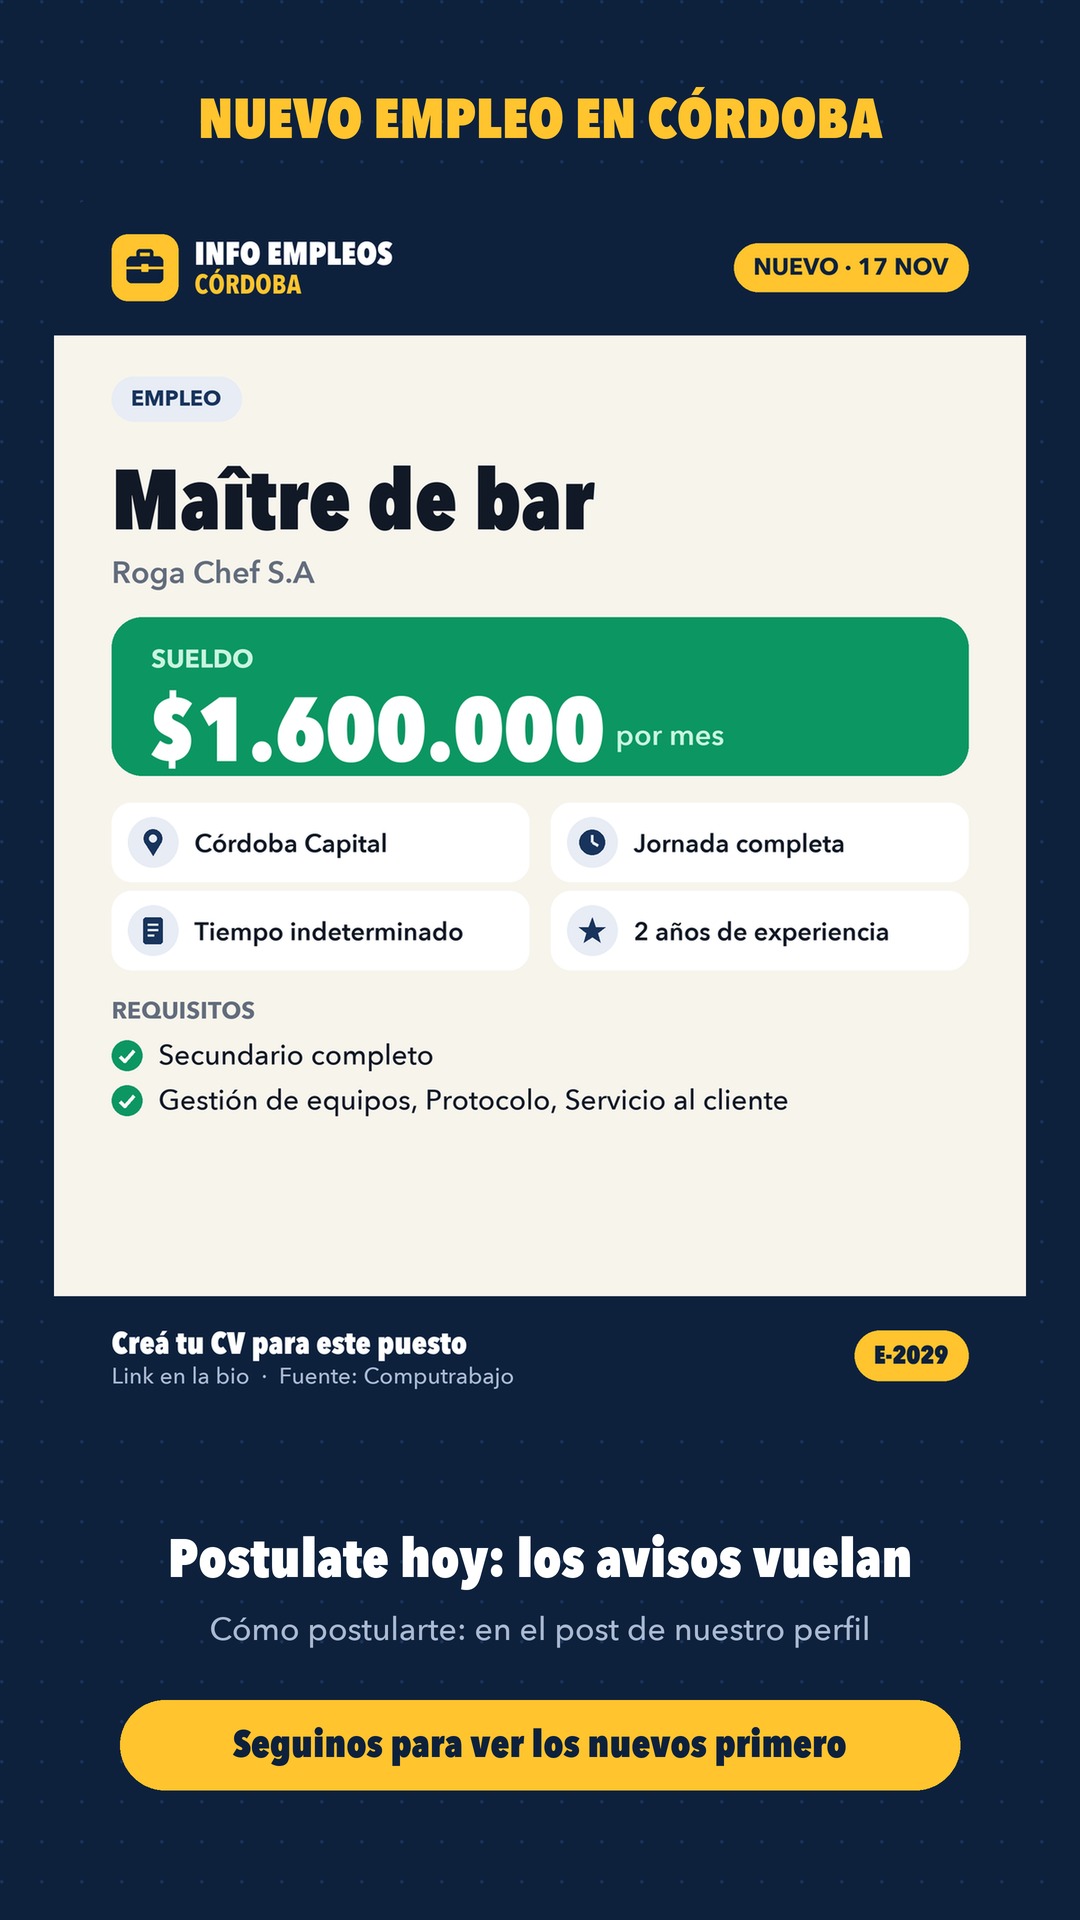 NUEVO EMPLEO EN CÓRDOBA
INFO EMPLEOS
CÓRDOBA
NUEVO · 17 NOV
EMPLEO
Maître de bar
Roga Chef S.A
SUELDO
$1.600.000 por mes
Córdoba Capital
Jornada completa
Tiempo indeterminado
2 años de experiencia
REQUISITOS
Secundario completo
Gestión de equipos, Protocolo, Servicio al cliente
Creá tu CV para este puesto
Link en la bio · Fuente: Computrabajo
E-2029
Postulate hoy: los avisos vuelan
Cómo postularte: en el post de nuestro perfil
Seguinos para ver los nuevos primero